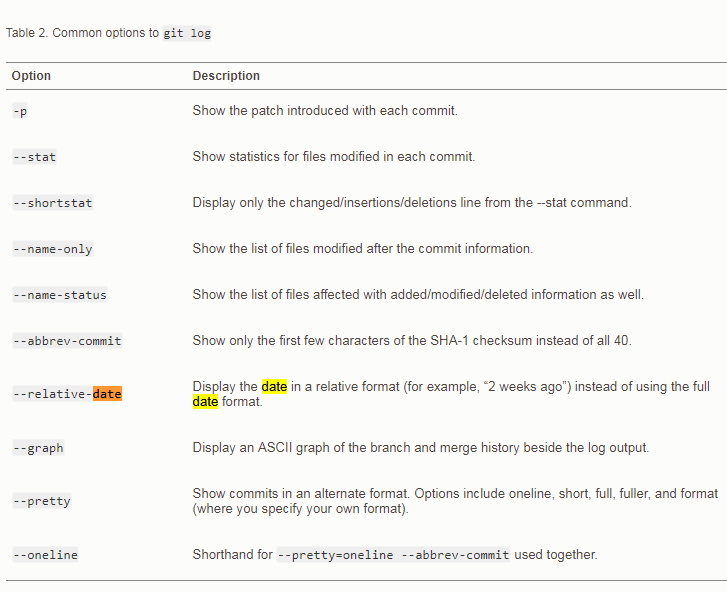 Table 2. Common options to git log
Option Description
-p Show the patch introduced with each commit.
--stat Show statistics for files modified in each commit.
--shortstat Display only the changed/insertions/deletions line from the --stat command.
--name-only Show the list of files modified after the commit information.
--name-status Show the list of files affected with added/modified/deleted information as well.
--abbrev-commit Show only the first few characters of the SHA-1 checksum instead of all 40.
--relative-date Display the date in a relative format (for example, “2 weeks ago”) instead of using the full
date format.
--graph Display an ASCII graph of the branch and merge history beside the log output.
--pretty Show commits in an alternate format. Options include oneline, short, full, fuller, and format
(where you specify your own format).
--oneline Shorthand for --pretty=oneline --abbrev-commit used together.